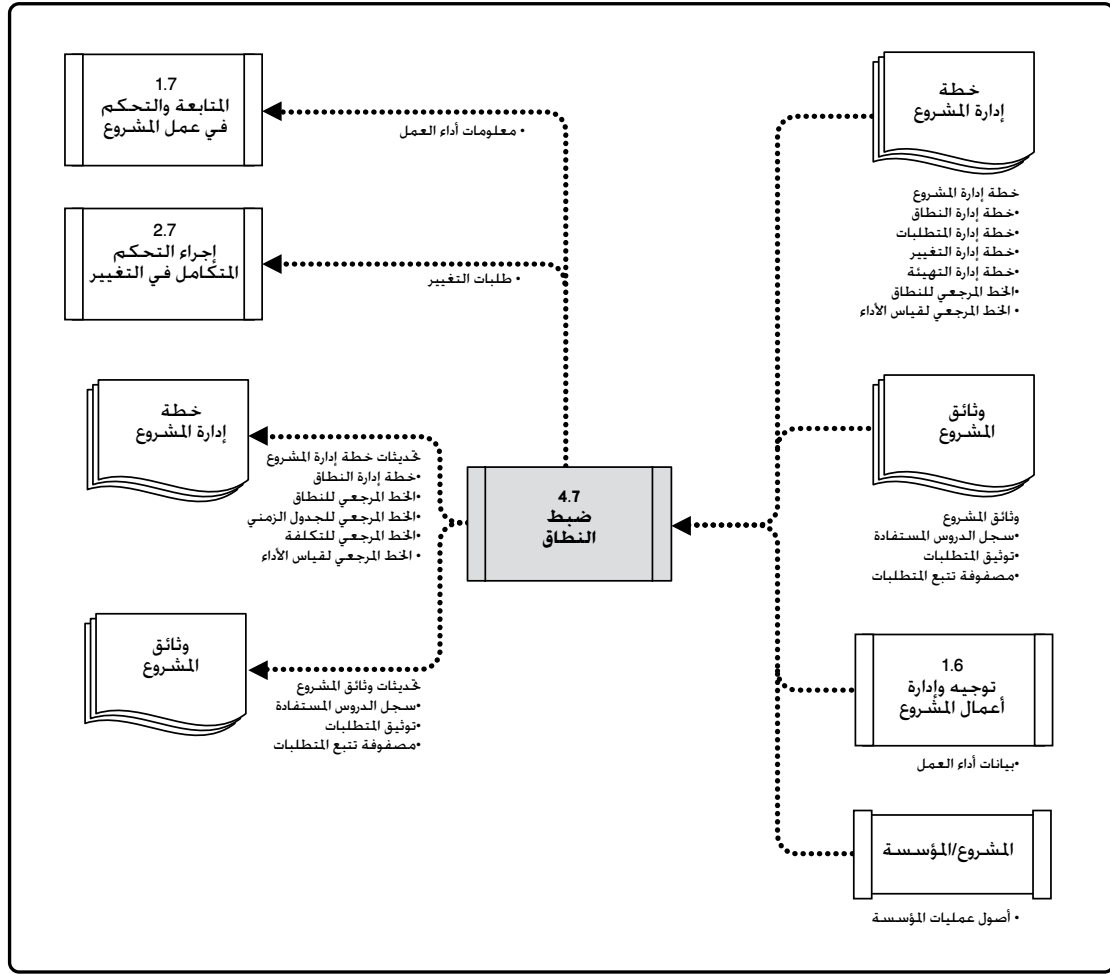 خطة
إدارة المشروع
خطة إدارة المشروع
•خطة إدارة النطاق
•خطة إدارة المتطلبات
•خطة إدارة التغيير
•خطة إدارة التهيئة
•الخط المرجعي للنطاق
• الخط المرجعي لقياس الأداء
وثائق
المشروع
وثائق المشروع
•سجل الدروس المستفادة
•توثيق المتطلبات
•مصفوفة تتبع المتطلبات
1.6
توجيه وإدارة
أعمال المشروع
•بيانات أداء العمل
المشروع/المؤسسة
• أصول عمليات المؤسسة
4.7
ضبط
النطاق
1.7
المتابعة والتحكم
في عمل المشروع
• معلومات أداء العمل
2.7
إجراء التحكم
المتكامل في التغيير
• طلبات التغيير
خطة
إدارة المشروع
تحديثات خطة إدارة المشروع
•خطة إدارة النطاق
•الخط المرجعي للنطاق
•الخط المرجعي للجدول الزمني
•الخط المرجعي للتكلفة
• الخط المرجعي لقياس الأداء
وثائق
المشروع
تحديثات وثائق المشروع
•سجل الدروس المستفادة
•توثيق المتطلبات
•مصفوفة تتبع المتطلبات